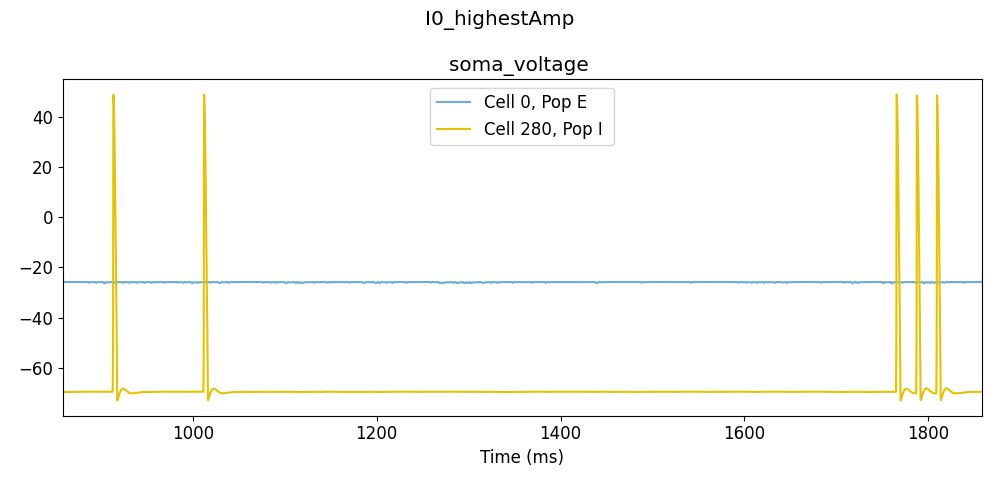 I0_highestAmp
soma_voltage
Cell 0, Pop E
Cell 280, Pop I
40
20
0
−20
−40
−60
1000 1200 1400 1600 1800
Time (ms)